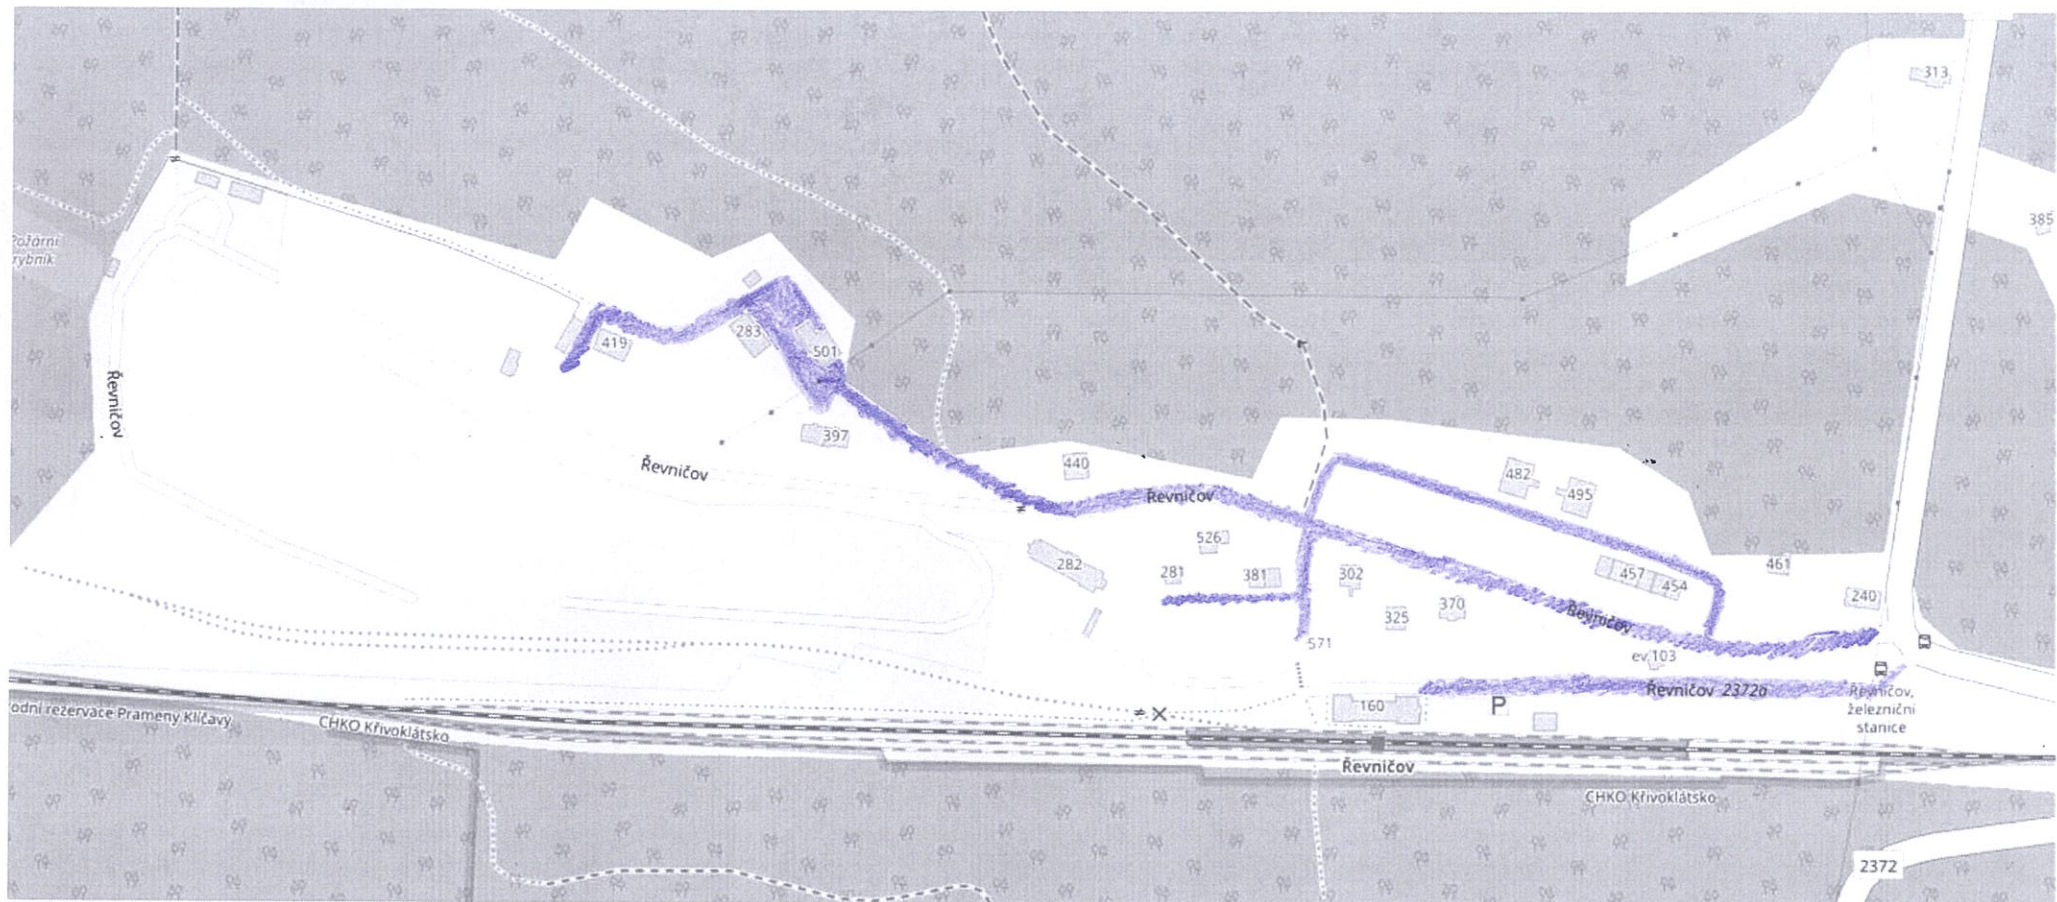 313
385
Požární
rybník
283
419
501
Řevničov
397
Řevničov
440
Řevničov
482
495
526
282
281
381
302
457
454
461
240
325
370
Řevničov
571
ev.103
Řevničov 2372a
160
P
Řevničov,
železniční
stanice
odní rezervace Prameny Klíčavy
CHKO Křivoklátsko
Řevničov
CHKO Křivoklátsko
2372